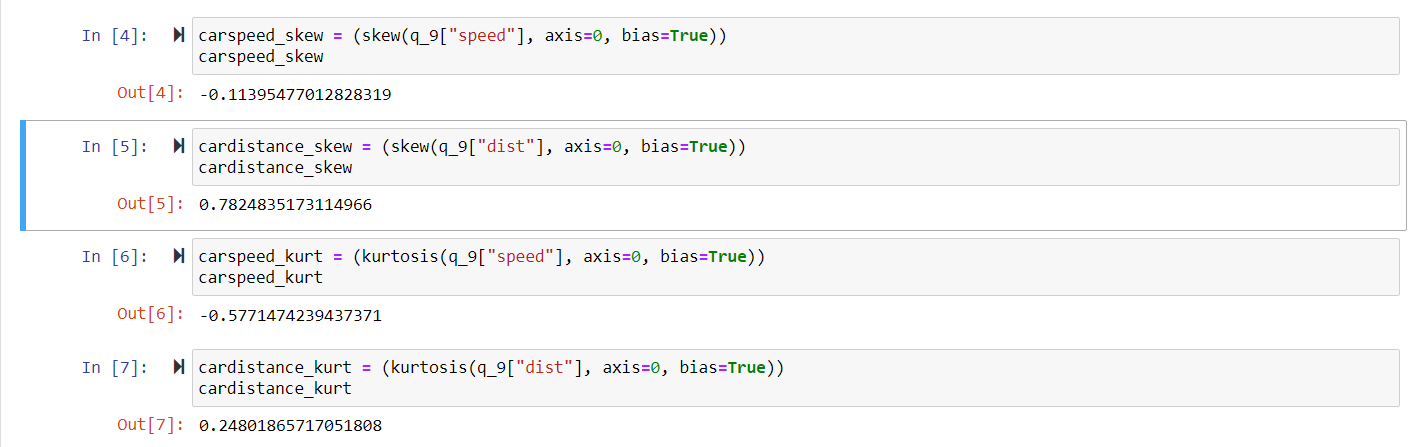 In [4]: carspeed_skew = (skew(q_9["speed"], axis=0, bias=True))
carspeed_skew
Out[4]: -0.11395477012828319
In [5]: cardistance_skew = (skew(q_9["dist"], axis=0, bias=True))
cardistance_skew
Out[5]: 0.7824835173114966
In [6]: carspeed_kurt = (kurtosis(q_9["speed"], axis=0, bias=True))
carspeed_kurt
Out[6]: -0.5771474239437371
In [7]: cardistance_kurt = (kurtosis(q_9["dist"], axis=0, bias=True))
cardistance_kurt
Out[7]: 0.24801865717051808